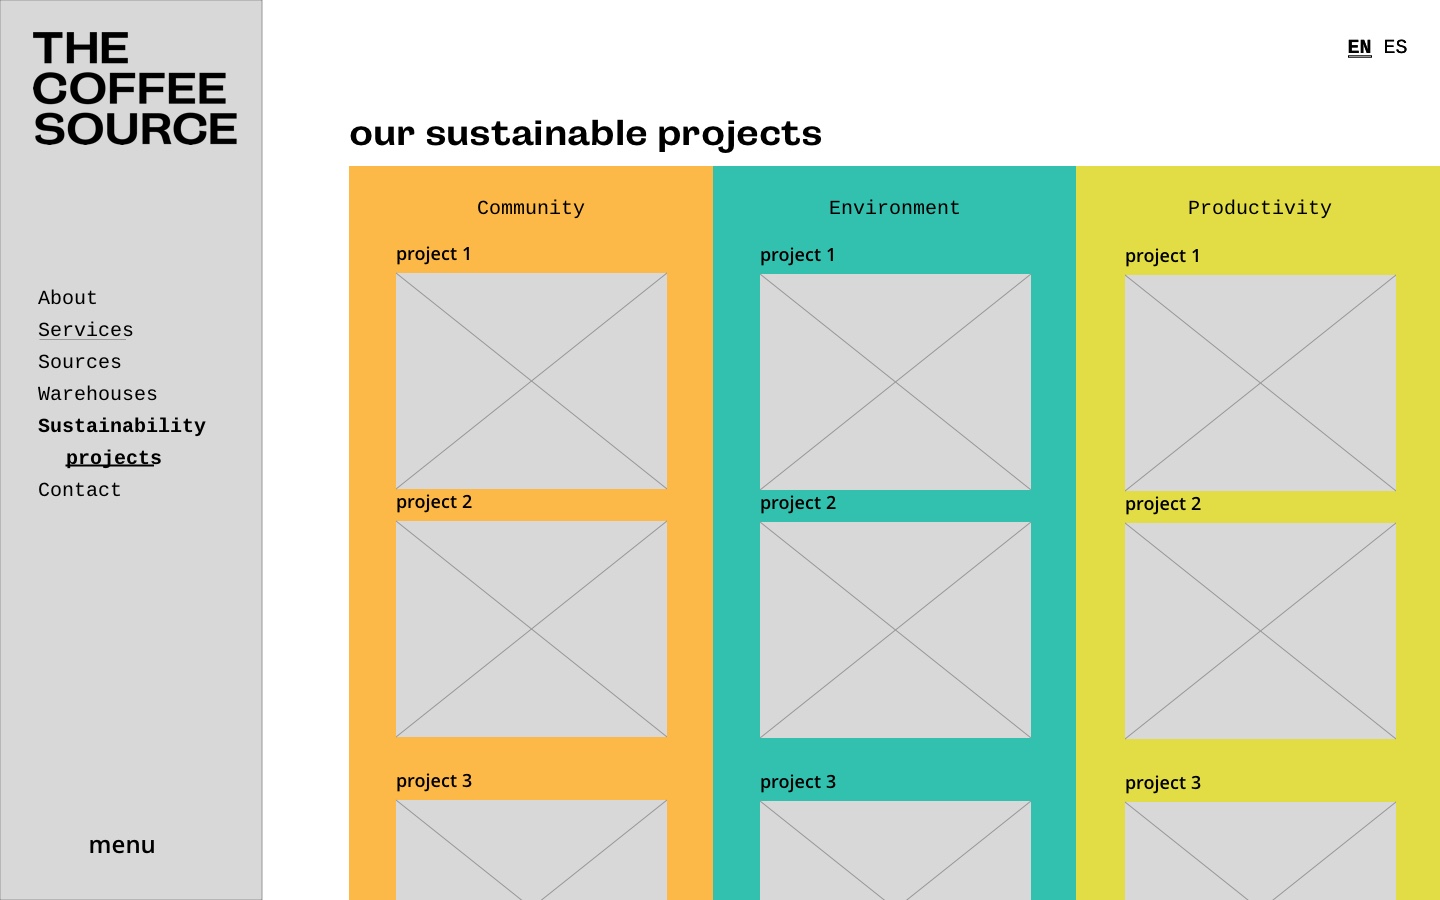 THE
COFFEE
SOURCE
About
Services
Sources
Warehouses
Sustainability
projects
Contact
menu
EN ES
our sustainable projects
Community
project 1
project 2
project 3
Environment
project 1
project 2
project 3
Productivity
project 1
project 2
project 3